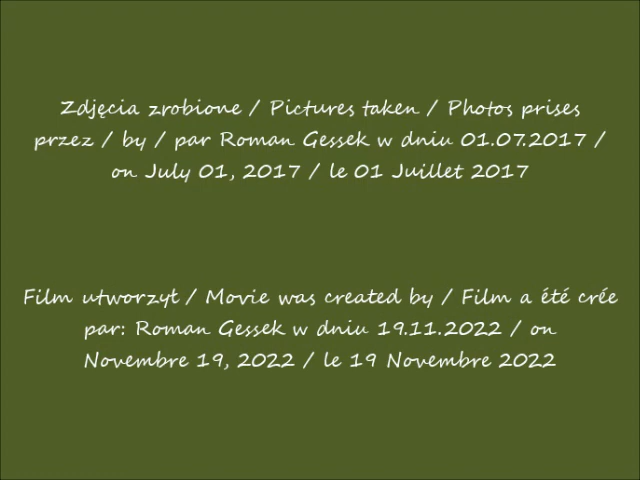 Zdjęcia zrobione / Pictures taken / Photos prises
przez / by / par Roman Gessek w dniu 01.07.2017 /
on July 01, 2017 / le 01 Juillet 2017
Film utworzył / Movie was created by / Film a été crée
par: Roman Gessek w dniu 19.11.2022 / on
Novembre 19, 2022 / le 19 Novembre 2022